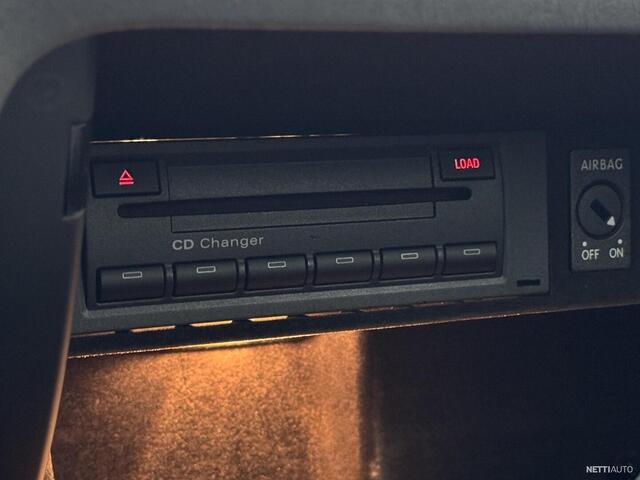 LOAD
AIRBAG
CD Changer
OFF ON
NETTIAUTO